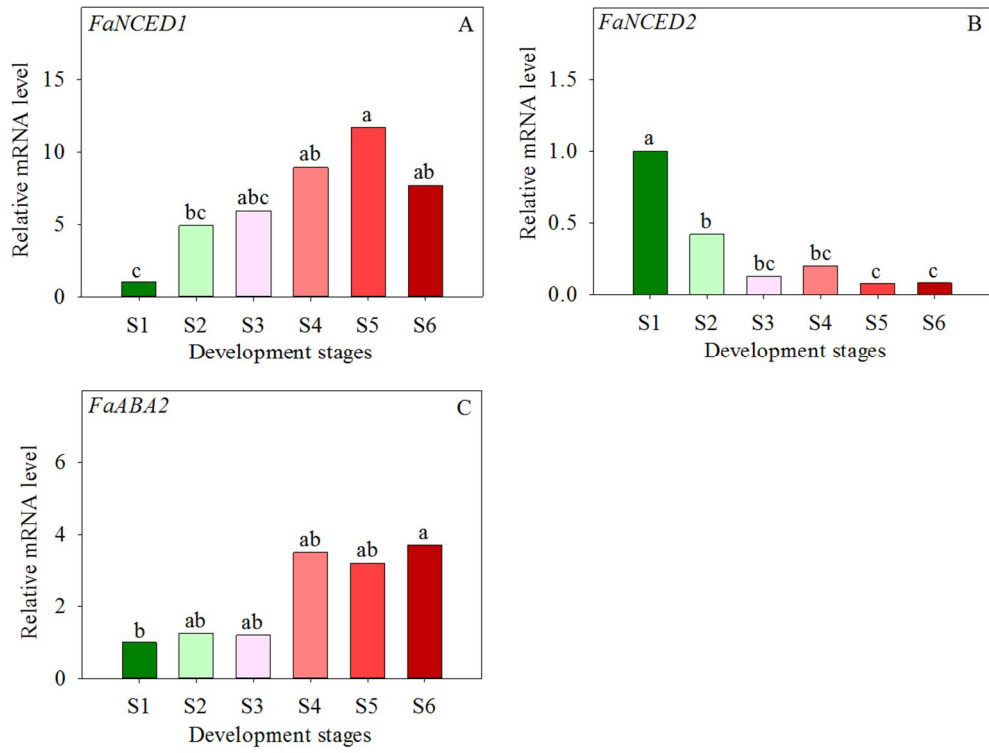 FaNCED1 A
Relative mRNA level
15
10
5
0
c
bc
abc
ab
a
ab
S1 S2 S3 S4 S5 S6
Development stages
FaNCED2 B
Relative mRNA level
1.5
1.0
0.5
0.0
a
b
bc
bc
c
c
S1 S2 S3 S4 S5 S6
Development stages
FaABA2 C
Relative mRNA level
6
4
2
0
b
ab
ab
ab
ab
a
S1 S2 S3 S4 S5 S6
Development stages